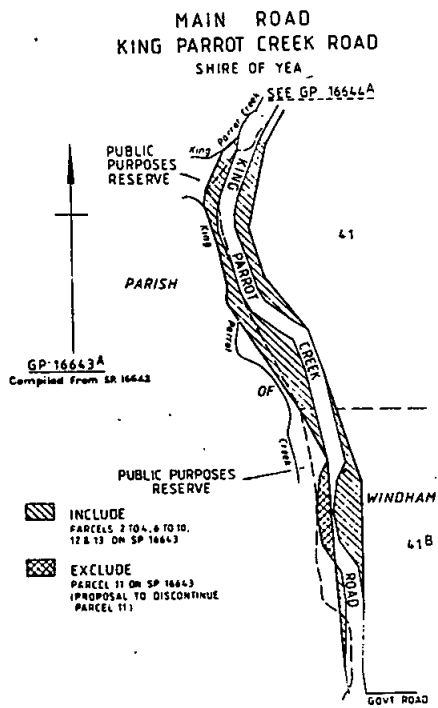 MAIN ROAD
KING PARROT CREEK ROAD
SHIRE OF YEA
SEE GP 16644A
King Parrot Creek
PUBLIC
PURPOSES
RESERVE
KING
41
King
PARISH
PARROT
GP 16643A
Compiled from SP 16643
Parrot
CREEK
OF
Creek
PUBLIC PURPOSES
RESERVE
WINDHAM
INCLUDE
PARCELS 2 TO 4, 6 TO 10,
12 & 13 ON SP 16643
41B
EXCLUDE
PARCEL 11 ON SP 16643
(PROPOSAL TO DISCONTINUE
PARCEL 11)
ROAD
GOVT ROAD